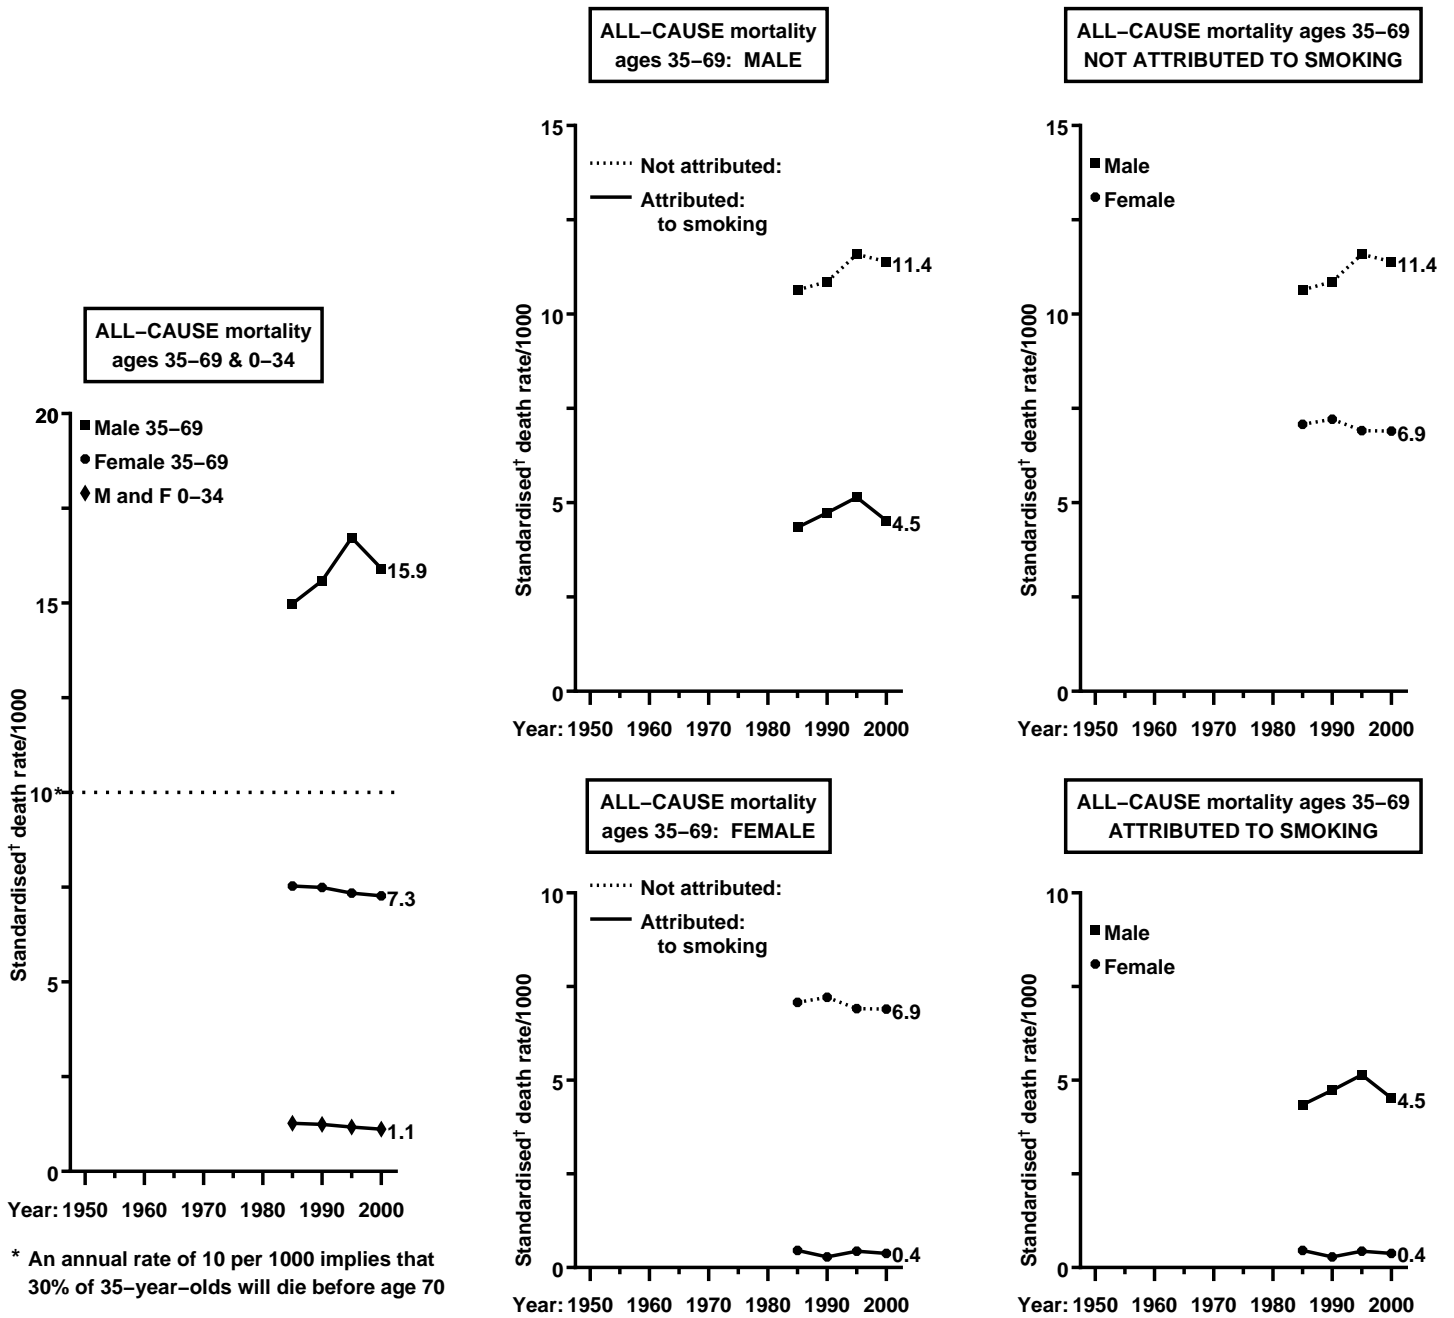 ALL–CAUSE mortality
ages 35–69 & 0–34
20
15
10*
5
0
Standardised† death rate/1000
Male 35–69
Female 35–69
M and F 0–34
15.9
7.3
1.1
Year: 1950 1960 1970 1980 1990 2000
* An annual rate of 10 per 1000 implies that
30% of 35–year–olds will die before age 70
ALL–CAUSE mortality
ages 35–69: MALE
15
10
5
0
Standardised† death rate/1000
Not attributed:
Attributed:
to smoking
11.4
4.5
Year: 1950 1960 1970 1980 1990 2000
ALL–CAUSE mortality ages 35–69
NOT ATTRIBUTED TO SMOKING
15
10
5
0
Standardised† death rate/1000
Male
Female
11.4
6.9
Year: 1950 1960 1970 1980 1990 2000
ALL–CAUSE mortality
ages 35–69: FEMALE
10
5
0
Standardised† death rate/1000
Not attributed:
Attributed:
to smoking
6.9
0.4
Year: 1950 1960 1970 1980 1990 2000
ALL–CAUSE mortality ages 35–69
ATTRIBUTED TO SMOKING
10
5
0
Standardised† death rate/1000
Male
Female
4.5
0.4
Year: 1950 1960 1970 1980 1990 2000